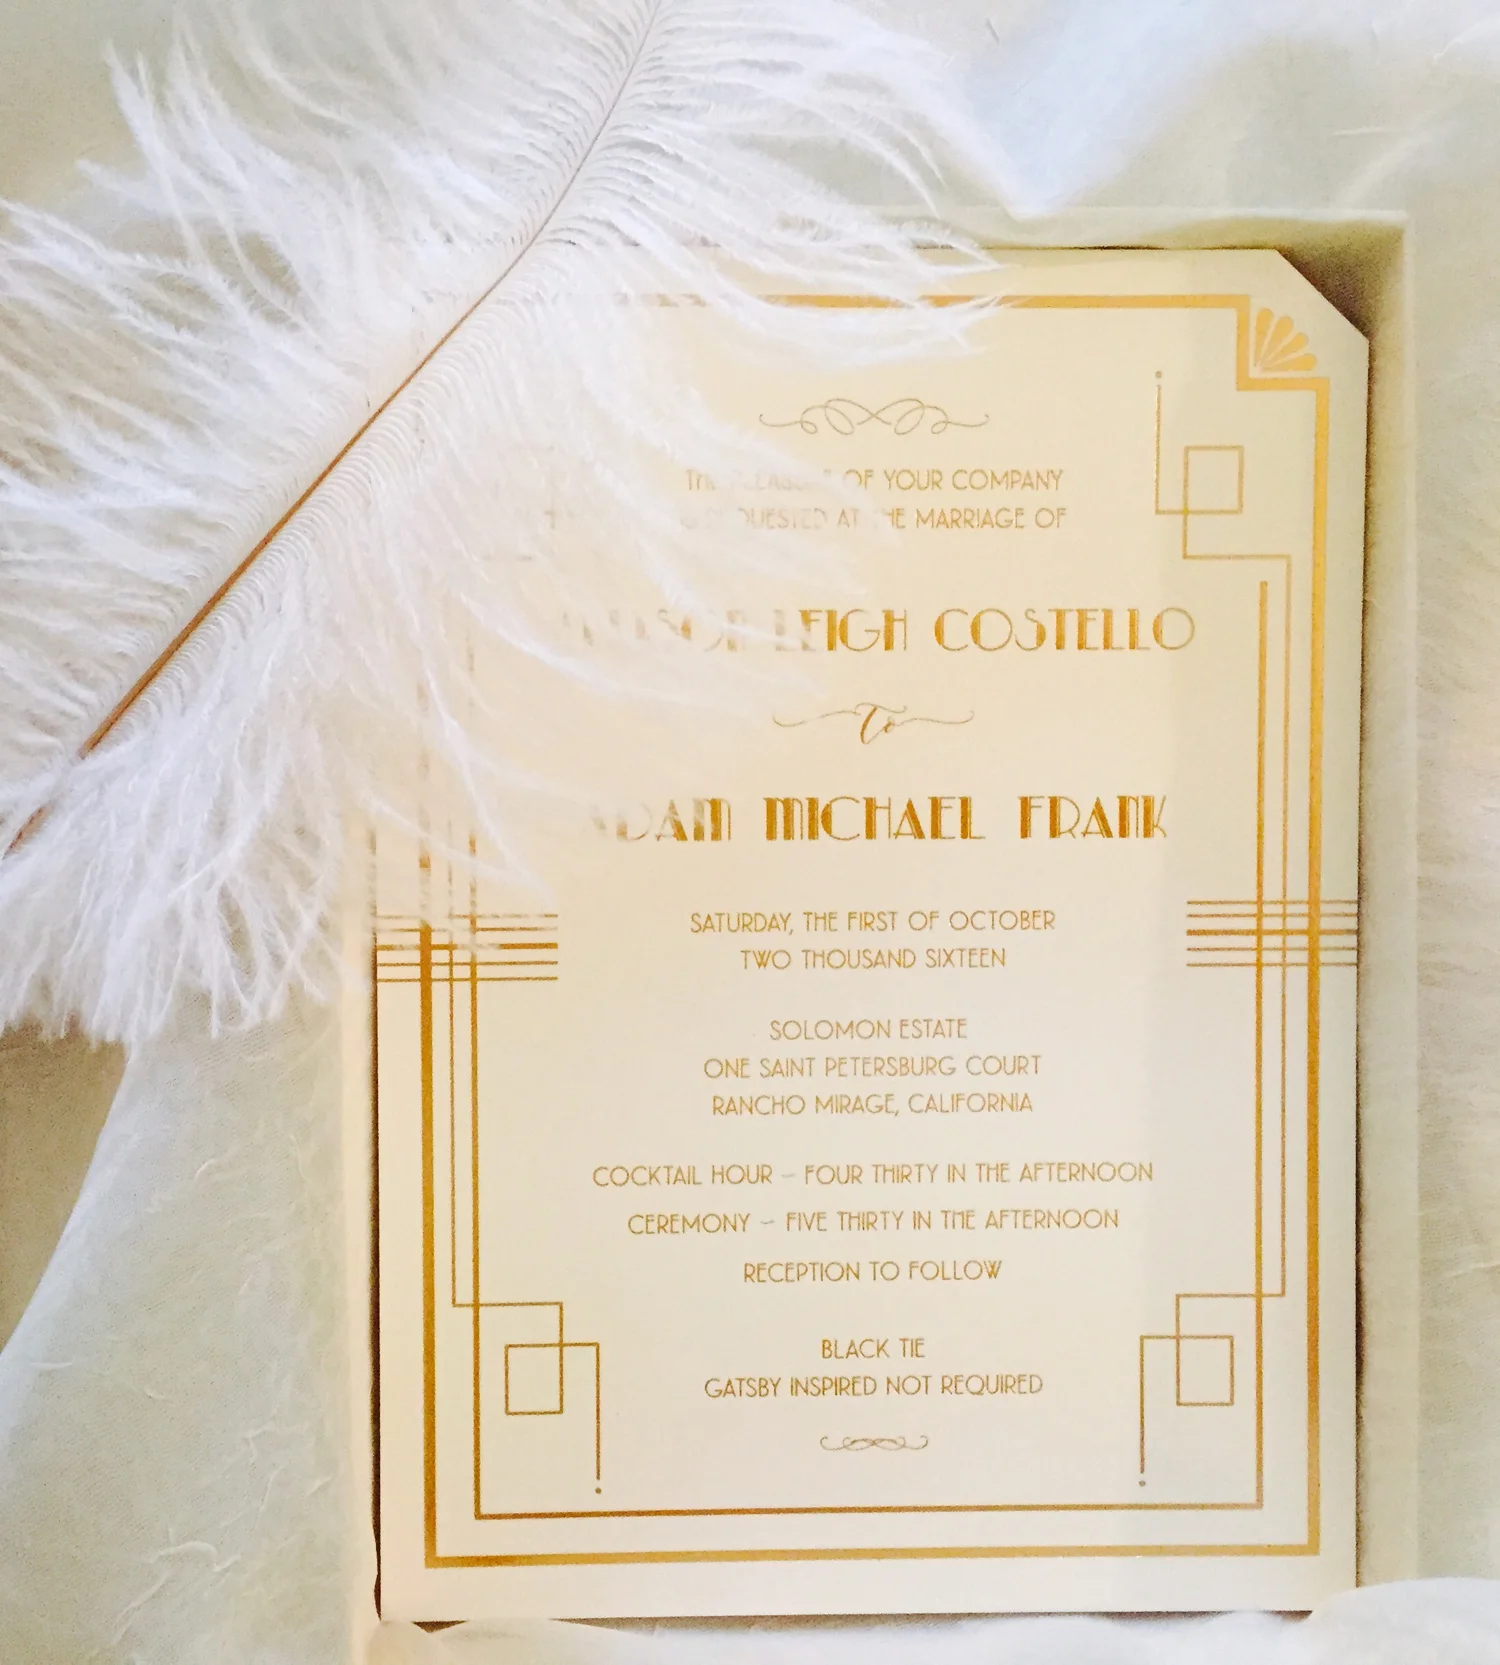 OF YOUR COMPANY
AT THE MARRIAGE OF
LEIGH COSTELLO
To
ADAM MICHAEL FRANK
SATURDAY, THE FIRST OF OCTOBER
TWO THOUSAND SIXTEEN
SOLOMON ESTATE
ONE SAINT PETERSBURG COURT
RANCHO MIRAGE, CALIFORNIA
COCKTAIL HOUR – FOUR THIRTY IN THE AFTERNOON
CEREMONY – FIVE THIRTY IN THE AFTERNOON
RECEPTION TO FOLLOW
BLACK TIE
GATSBY INSPIRED NOT REQUIRED